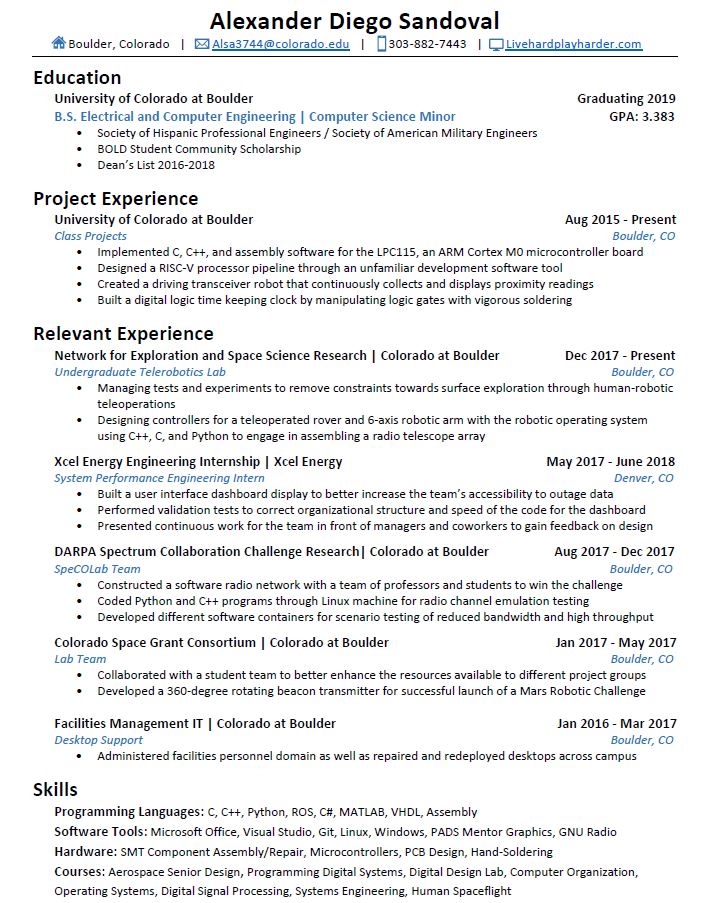 Alexander Diego Sandoval
Boulder, Colorado | Alsa3744@colorado.edu | 303-882-7443 | Livehardplayharder.com
Education
University of Colorado at Boulder Graduating 2019
B.S. Electrical and Computer Engineering | Computer Science Minor GPA: 3.383
• Society of Hispanic Professional Engineers / Society of American Military Engineers
• BOLD Student Community Scholarship
• Dean's List 2016-2018
Project Experience
University of Colorado at Boulder Aug 2015 - Present
Class Projects Boulder, CO
• Implemented C, C++, and assembly software for the LPC115, an ARM Cortex M0 microcontroller board
• Designed a RISC-V processor pipeline through an unfamiliar development software tool
• Created a driving transceiver robot that continuously collects and displays proximity readings
• Built a digital logic time keeping clock by manipulating logic gates with vigorous soldering
Relevant Experience
Network for Exploration and Space Science Research | Colorado at Boulder Dec 2017 - Present
Undergraduate Telerobotics Lab Boulder, CO
• Managing tests and experiments to remove constraints towards surface exploration through human-robotic
teleoperations
• Designing controllers for a teleoperated rover and 6-axis robotic arm with the robotic operating system
using C++, C, and Python to engage in assembling a radio telescope array
Xcel Energy Engineering Internship | Xcel Energy May 2017 - June 2018
System Performance Engineering Intern Denver, CO
• Built a user interface dashboard display to better increase the team's accessibility to outage data
• Performed validation tests to correct organizational structure and speed of the code for the dashboard
• Presented continuous work for the team in front of managers and coworkers to gain feedback on design
DARPA Spectrum Collaboration Challenge Research| Colorado at Boulder Aug 2017 - Dec 2017
SpeCOLab Team Boulder, CO
• Constructed a software radio network with a team of professors and students to win the challenge
• Coded Python and C++ programs through Linux machine for radio channel emulation testing
• Developed different software containers for scenario testing of reduced bandwidth and high throughput
Colorado Space Grant Consortium | Colorado at Boulder Jan 2017 - May 2017
Lab Team Boulder, CO
• Collaborated with a student team to better enhance the resources available to different project groups
• Developed a 360-degree rotating beacon transmitter for successful launch of a Mars Robotic Challenge
Facilities Management IT | Colorado at Boulder Jan 2016 - Mar 2017
Desktop Support Boulder, CO
• Administered facilities personnel domain as well as repaired and redeployed desktops across campus
Skills
Programming Languages: C, C++, Python, ROS, C#, MATLAB, VHDL, Assembly
Software Tools: Microsoft Office, Visual Studio, Git, Linux, Windows, PADS Mentor Graphics, GNU Radio
Hardware: SMT Component Assembly/Repair, Microcontrollers, PCB Design, Hand-Soldering
Courses: Aerospace Senior Design, Programming Digital Systems, Digital Design Lab, Computer Organization,
Operating Systems, Digital Signal Processing, Systems Engineering, Human Spaceflight